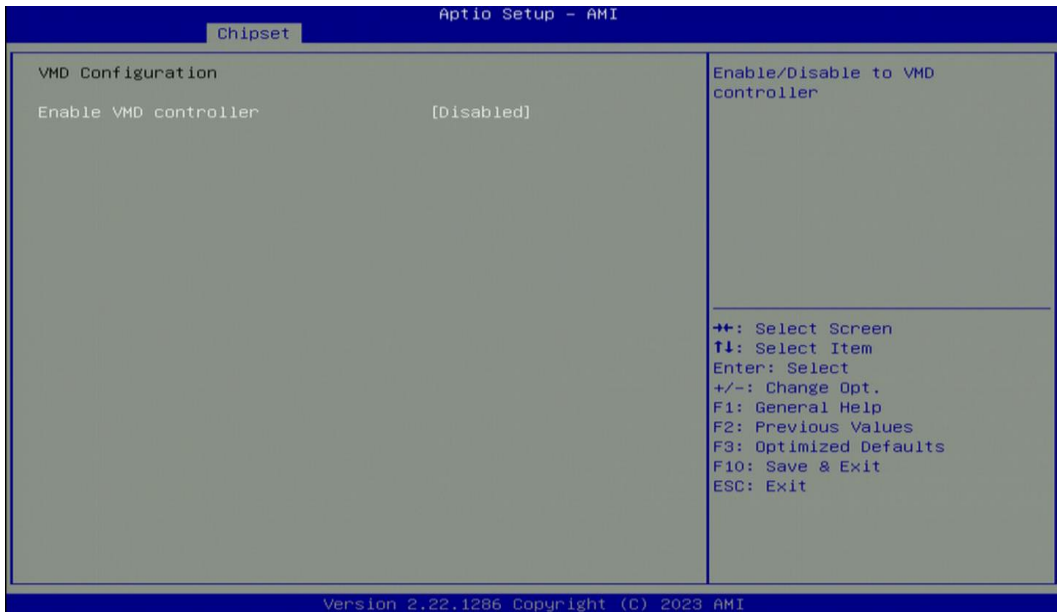 Aptio Setup – AMI
Chipset
VMD Configuration
Enable VMD controller [Disabled]
Enable/Disable to VMD
controller
→←: Select Screen
↑↓: Select Item
Enter: Select
+/-: Change Opt.
F1: General Help
F2: Previous Values
F3: Optimized Defaults
F10: Save & Exit
ESC: Exit
Version 2.22.1286 Copyright (C) 2023 AMI